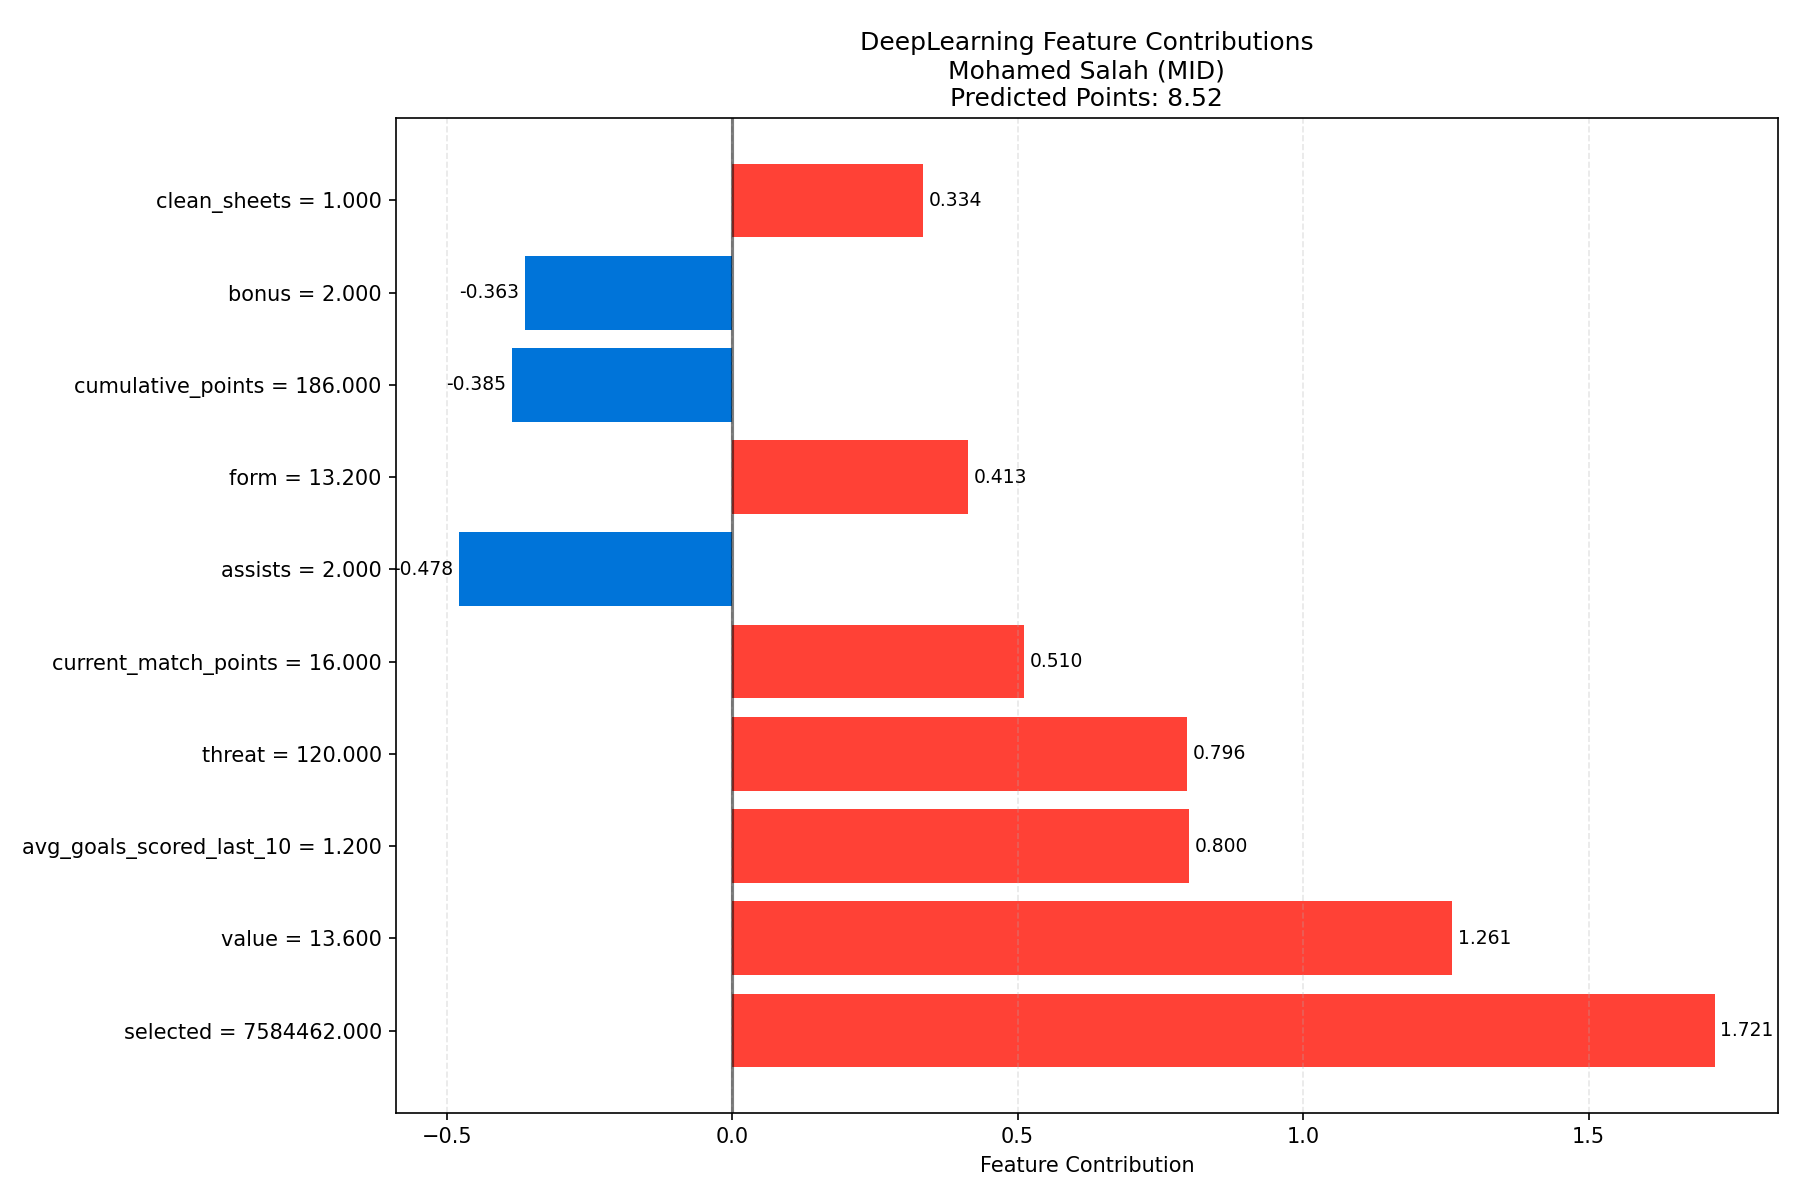 DeepLearning Feature Contributions
Mohamed Salah (MID)
Predicted Points: 8.52
clean_sheets = 1.000 0.334
bonus = 2.000 -0.363
cumulative_points = 186.000 -0.385
form = 13.200 0.413
assists = 2.000 -0.478
current_match_points = 16.000 0.510
threat = 120.000 0.796
avg_goals_scored_last_10 = 1.200 0.800
value = 13.600 1.261
selected = 7584462.000 1.721
−0.5 0.0 0.5 1.0 1.5
Feature Contribution